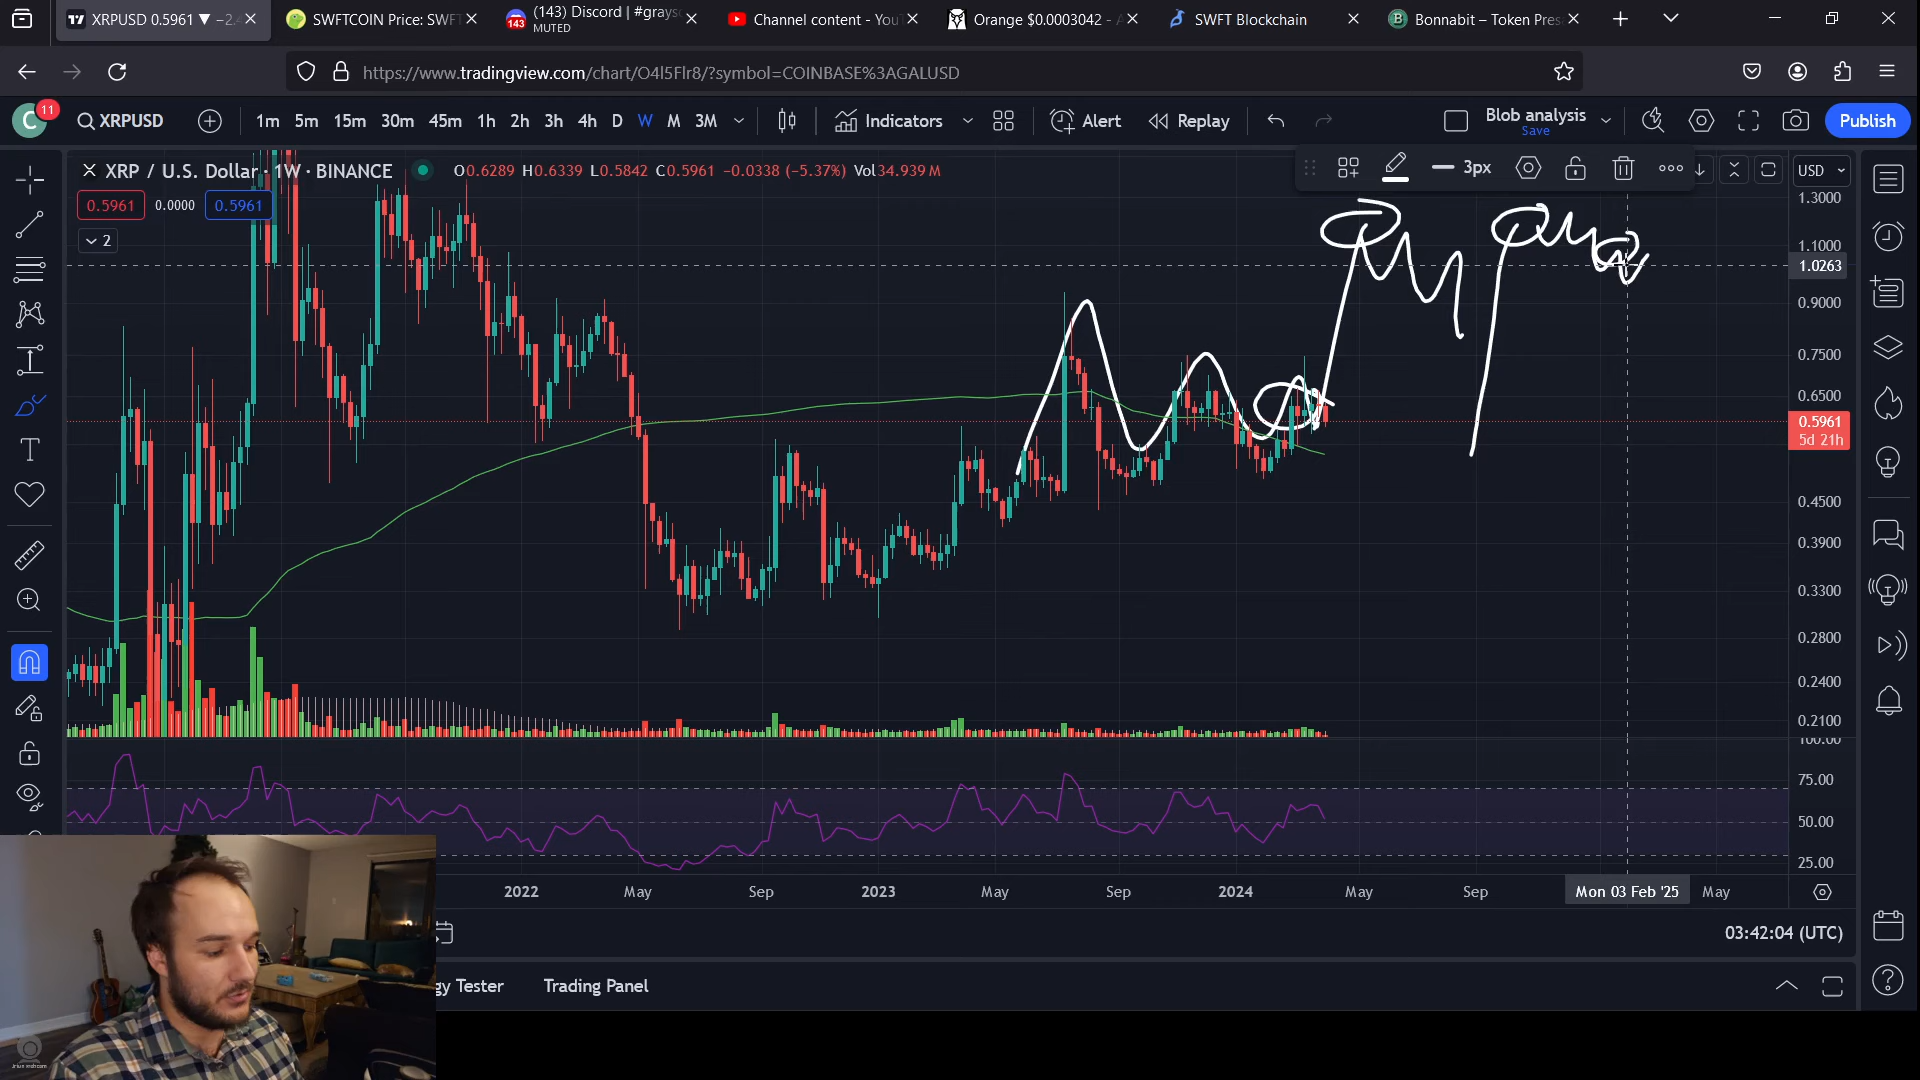 XRPUSD 0.5961 ▼ −2.4
SWFTCOIN Price: SWFT
(143) Discord | #grays
MUTED
Channel content - You
Orange $0.0003042 - A
SWFT Blockchain
Bonnabit – Token Pres
https://www.tradingview.com/chart/O4l5Flr8/?symbol=COINBASE%3AGALUSD
C
11
XRPUSD
1m 5m 15m 30m 45m 1h 2h 3h 4h D W M 3M
Indicators
Alert
Replay
Blob analysis
Save
Publish
XRP / U.S. Dollar · 1W · BINANCE
O0.6289 H0.6339 L0.5842 C0.5961 −0.0338 (−5.37%) Vol34.939 M
3px
USD
0.5961 0.0000 0.5961
2
1.3000
1.1000
1.0263
0.9000
0.7500
0.6500
0.5961
5d 21h
0.4500
0.3900
0.3300
0.2800
0.2400
0.2100
100.00
75.00
50.00
25.00
2022 May Sep 2023 May Sep 2024 May Sep Mon 03 Feb '25 May
03:42:04 (UTC)
gy Tester
Trading Panel